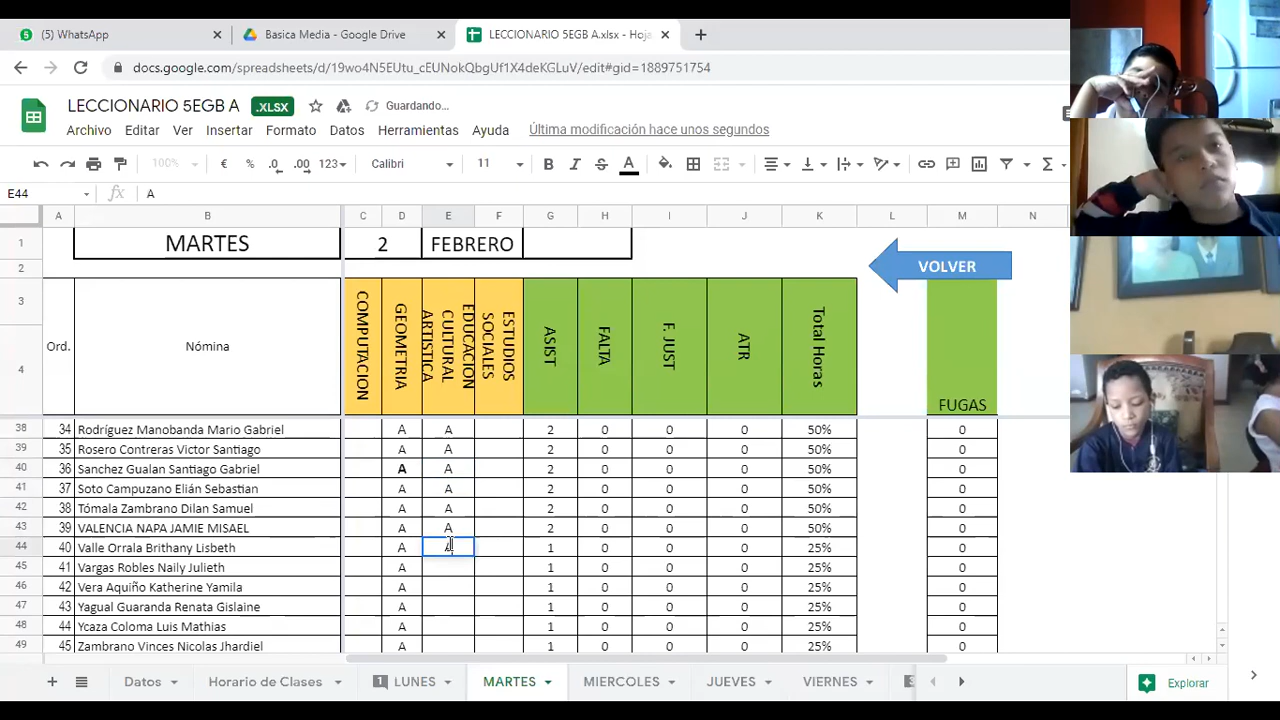 (5) WhatsApp
Basica Media - Google Drive
LECCIONARIO 5EGB A.xlsx - Hoja
docs.google.com/spreadsheets/d/19wo4N5EUtu_cEUNokQbgUf1X4deKGLuV/edit#gid=1889751754
LECCIONARIO 5EGB A .XLSX Guardando...
Archivo Editar Ver Insertar Formato Datos Herramientas Ayuda Última modificación hace unos segundos
100% € % .0 .00 123 Calibri 11 B I S A
E44 fx A
A B C D E F G H I J K L M N
1 MARTES 2 FEBRERO
2 VOLVER
3 4 Ord. Nómina COMPUTACION GEOMETRIA EDUCACION CULTURAL ARTISTICA ESTUDIOS SOCIALES ASIST FALTA F. JUST ATR Total Horas FUGAS
38 34 Rodríguez Manobanda Mario Gabriel A A 2 0 0 0 50% 0
39 35 Rosero Contreras Victor Santiago A A 2 0 0 0 50% 0
40 36 Sanchez Gualan Santiago Gabriel A A 2 0 0 0 50% 0
41 37 Soto Campuzano Elián Sebastian A A 2 0 0 0 50% 0
42 38 Tómala Zambrano Dilan Samuel A A 2 0 0 0 50% 0
43 39 VALENCIA NAPA JAMIE MISAEL A A 2 0 0 0 50% 0
44 40 Valle Orrala Brithany Lisbeth A A 1 0 0 0 25% 0
45 41 Vargas Robles Naily Julieth A 1 0 0 0 25% 0
46 42 Vera Aquiño Katherine Yamila A 1 0 0 0 25% 0
47 43 Yagual Guaranda Renata Gislaine A 1 0 0 0 25% 0
48 44 Ycaza Coloma Luis Mathias A 1 0 0 0 25% 0
49 45 Zambrano Vinces Nicolas Jhardiel A 1 0 0 0 25% 0
Datos Horario de Clases 1 LUNES MARTES MIERCOLES JUEVES VIERNES Explorar